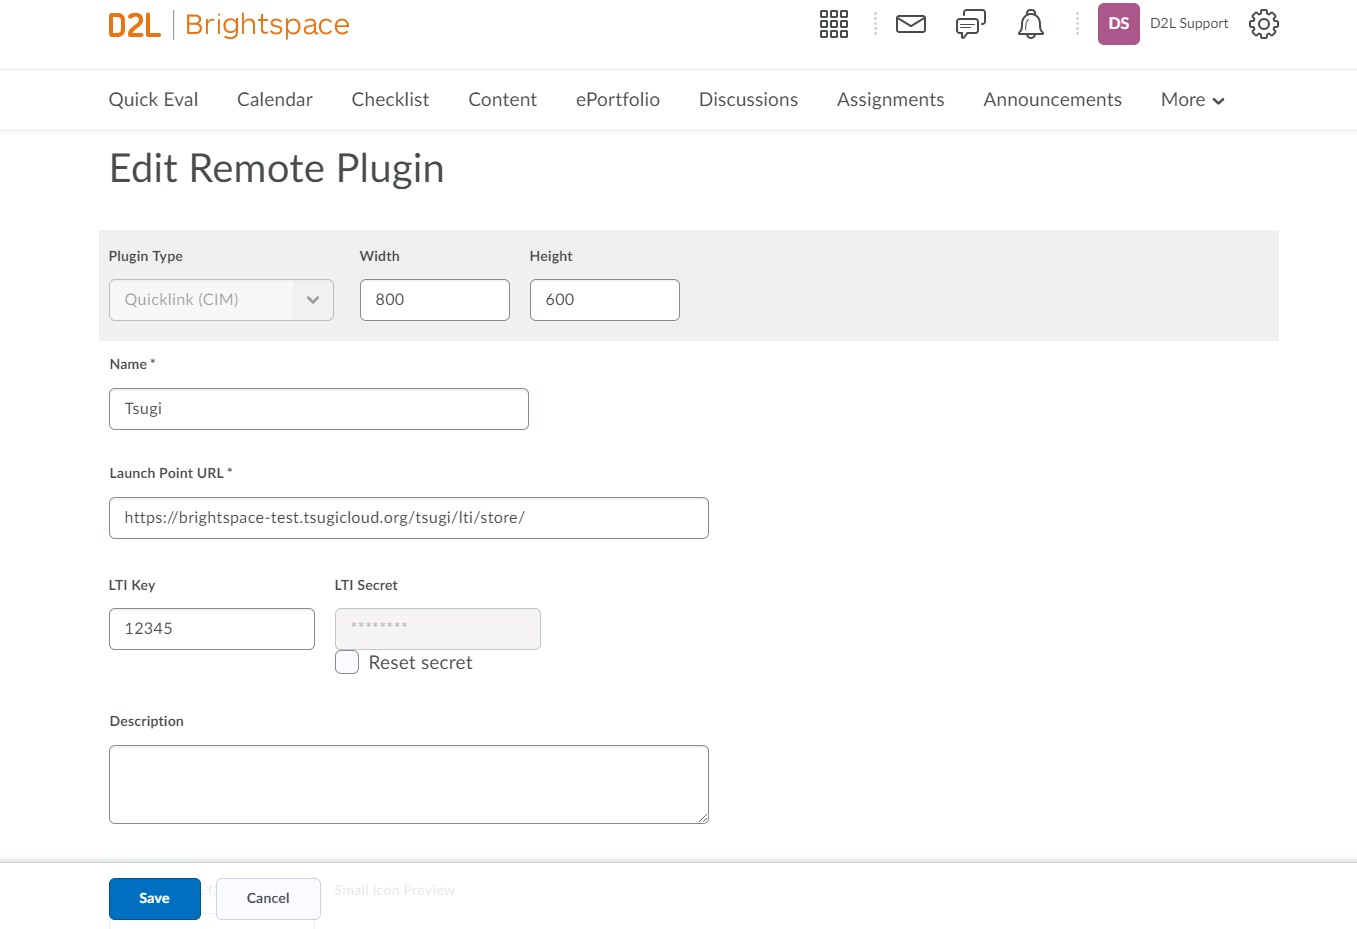 D2L Brightspace
DS D2L Support
Quick Eval Calendar Checklist Content ePortfolio Discussions Assignments Announcements More
Edit Remote Plugin
Plugin Type Width Height
Quicklink (CIM) 800 600
Name *
Tsugi
Launch Point URL *
https://brightspace-test.tsugicloud.org/tsugi/lti/store/
LTI Key LTI Secret
12345 ********
Reset secret
Description
Small Icon Preview
Save Cancel